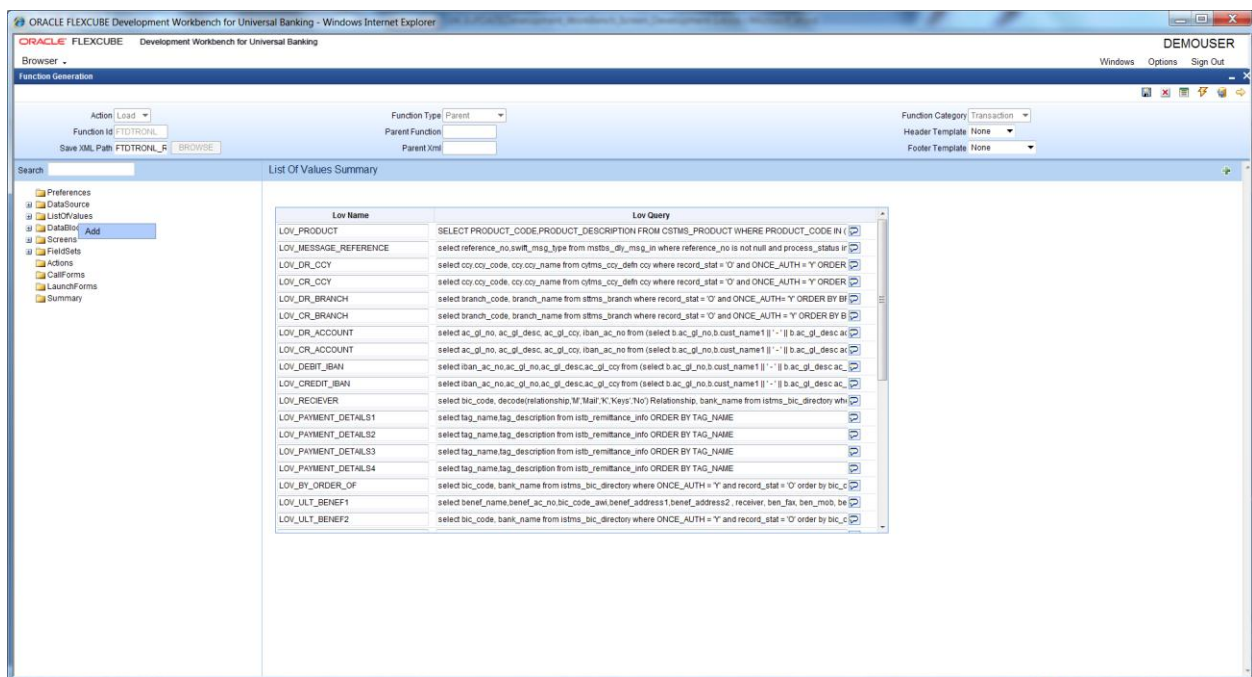 ORACLE FLEXCUBE Development Workbench for Universal Banking - Windows Internet Explorer
ORACLE FLEXCUBE Development Workbench for Universal Banking
DEMOUSER
Browser
Windows Options Sign Out
Function Generation
Action Load Function Type Parent Function Category Transaction
Function Id FTDTRONL Parent Function Header Template None
Save XML Path FTDTRONL_R BROWSE Parent Xml Footer Template None
Search
List Of Values Summary
Preferences
DataSource
ListOfValues
DataBloc
Add
Screens
FieldSets
Actions
CallForms
LaunchForms
Summary
Lov Name Lov Query
LOV_PRODUCT SELECT PRODUCT_CODE,PRODUCT_DESCRIPTION FROM CSTMS_PRODUCT WHERE PRODUCT_CODE IN (
LOV_MESSAGE_REFERENCE select reference_no,swift_msg_type from mstbs_dly_msg_in where reference_no is not null and process_status ir
LOV_DR_CCY select ccy.ccy_code, ccy.ccy_name from cytms_ccy_defn ccy where record_stat = 'O' and ONCE_AUTH = 'Y' ORDER
LOV_CR_CCY select ccy.ccy_code, ccy.ccy_name from cytms_ccy_defn ccy where record_stat = 'O' and ONCE_AUTH = 'Y' ORDER
LOV_DR_BRANCH select branch_code, branch_name from sttms_branch where record_stat = 'O' and ONCE_AUTH= 'Y' ORDER BY BF
LOV_CR_BRANCH select branch_code, branch_name from sttms_branch where record_stat = 'O' and ONCE_AUTH = 'Y' ORDER BY B
LOV_DR_ACCOUNT select ac_gl_no, ac_gl_desc, ac_gl_ccy, iban_ac_no from (select b.ac_gl_no,b.cust_name1 || ' - ' || b.ac_gl_desc ac
LOV_CR_ACCOUNT select ac_gl_no, ac_gl_desc, ac_gl_ccy, iban_ac_no from (select b.ac_gl_no,b.cust_name1 || ' - ' || b.ac_gl_desc ac
LOV_DEBIT_IBAN select iban_ac_no,ac_gl_no,ac_gl_desc,ac_gl_ccy from (select b.ac_gl_no,b.cust_name1 || ' - ' || b.ac_gl_desc ac_
LOV_CREDIT_IBAN select iban_ac_no,ac_gl_no,ac_gl_desc,ac_gl_ccy from (select b.ac_gl_no,b.cust_name1 || ' - ' || b.ac_gl_desc ac_
LOV_RECIEVER select bic_code, decode(relationship,'M','Mail','K','Keys','No') Relationship, bank_name from istms_bic_directory whe
LOV_PAYMENT_DETAILS1 select tag_name,tag_description from istb_remittance_info ORDER BY TAG_NAME
LOV_PAYMENT_DETAILS2 select tag_name,tag_description from istb_remittance_info ORDER BY TAG_NAME
LOV_PAYMENT_DETAILS3 select tag_name,tag_description from istb_remittance_info ORDER BY TAG_NAME
LOV_PAYMENT_DETAILS4 select tag_name,tag_description from istb_remittance_info ORDER BY TAG_NAME
LOV_BY_ORDER_OF select bic_code, bank_name from istms_bic_directory where ONCE_AUTH = 'Y' and record_stat = 'O' order by bic_c
LOV_ULT_BENEF1 select benef_name,benef_ac_no,bic_code_awi,benef_address1,benef_address2 , receiver, ben_fax, ben_mob, be
LOV_ULT_BENEF2 select bic_code, bank_name from istms_bic_directory where ONCE_AUTH = 'Y' and record_stat = 'O' order by bic_c